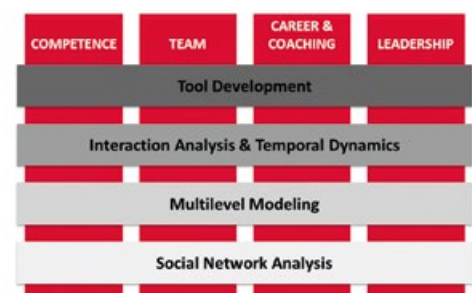 COMPETENCE
TEAM
CAREER &
COACHING
LEADERSHIP
Tool Development
Interaction Analysis & Temporal Dynamics
Multilevel Modeling
Social Network Analysis